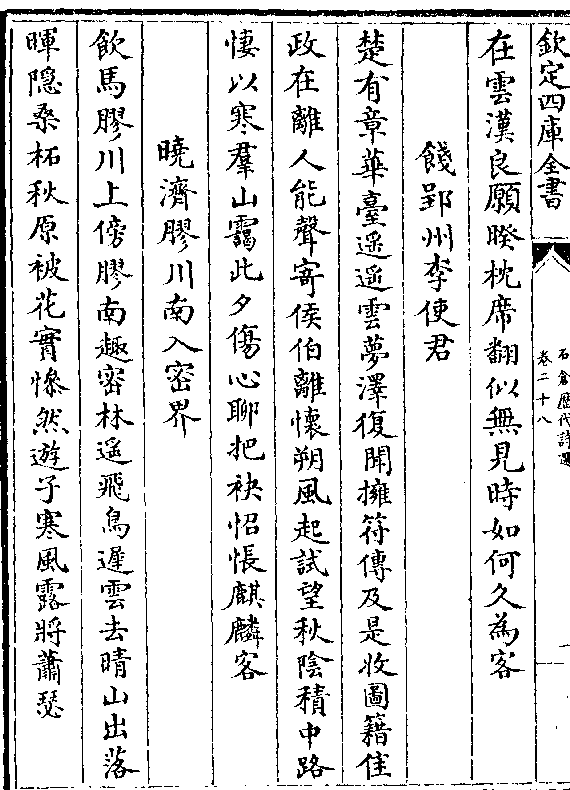 欽定四庫全書
石倉歴代詩選
卷二十八
在雲漢良願暌枕席翻似無見時如何久為客
餞郢州李使君
楚有章華臺遥遥雲夢澤復聞擁符傳及是收圖籍佳
政在離人能聲寄侯伯離懷朔風起試望秋陰積中路
悽以寒羣山靄此夕傷心聊把袂怊悵麒麟客
曉濟膠川南入密界
飲馬膠川上傍膠南趣密林遥飛鳥遲雲去晴山出落
暉隠桑柘秋原被花實慘然遊子寒風露將蕭瑟